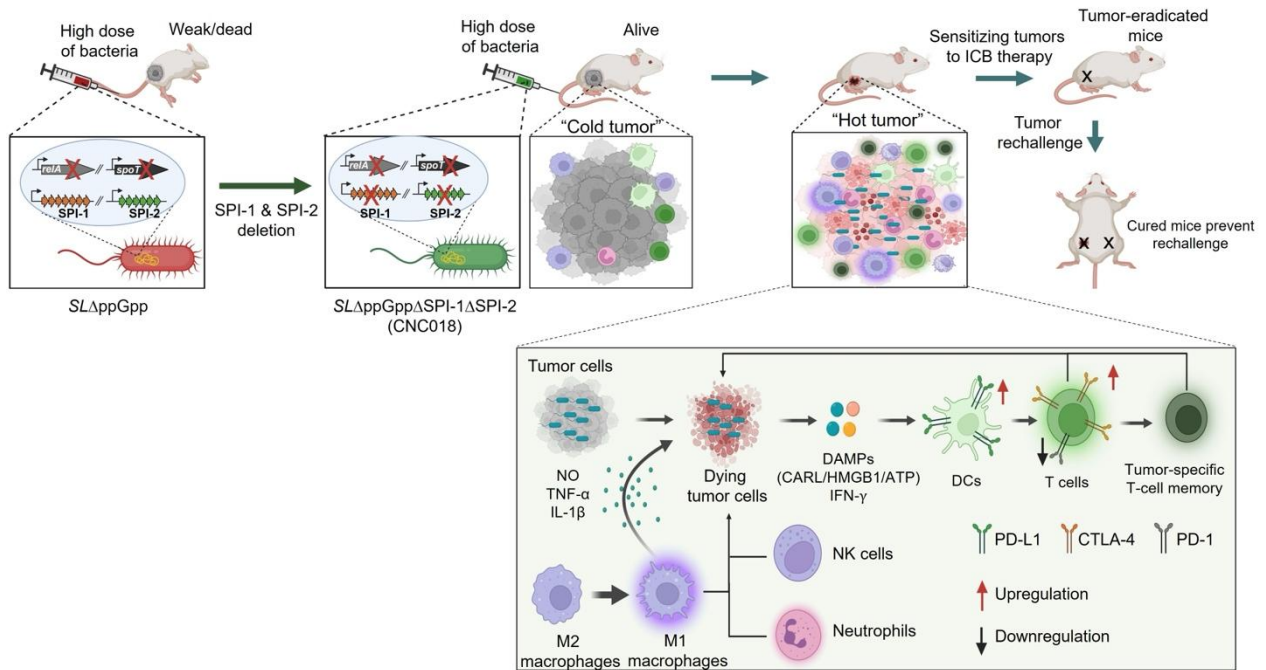 High dose
of bacteria
Weak/dead
relA
spoT
SPI-1
SPI-2
SLΔppGpp
SPI-1 & SPI-2
deletion
High dose
of bacteria
Alive
relA
spoT
SPI-1
SPI-2
SLΔppGppΔSPI-1ΔSPI-2
(CNC018)
"Cold tumor"
"Hot tumor"
Sensitizing tumors
to ICB therapy
Tumor-eradicated
mice
X
Tumor
rechallenge
Cured mice prevent
rechallenge
X
X
Tumor cells
NO
TNF-α
IL-1β
Dying
tumor cells
DAMPs
(CARL/HMGB1/ATP)
IFN-γ
DCs
T cells
Tumor-specific
T-cell memory
M2
macrophages
M1
macrophages
NK cells
Neutrophils
PD-L1
CTLA-4
PD-1
Upregulation
Downregulation